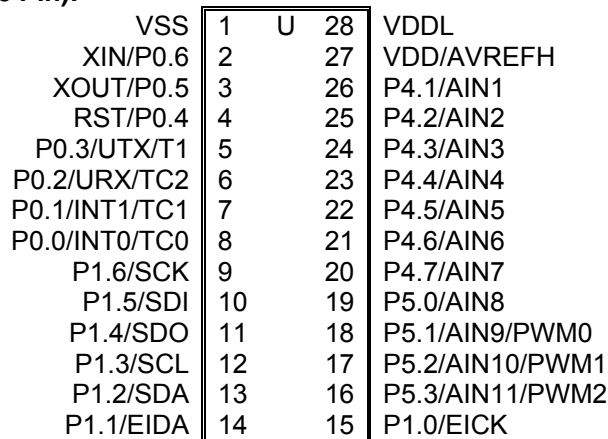 VSS 1 U 28 VDDL
XIN/P0.6 2 27 VDD/AVREFH
XOUT/P0.5 3 26 P4.1/AIN1
RST/P0.4 4 25 P4.2/AIN2
P0.3/UTX/T1 5 24 P4.3/AIN3
P0.2/URX/TC2 6 23 P4.4/AIN4
P0.1/INT1/TC1 7 22 P4.5/AIN5
P0.0/INT0/TC0 8 21 P4.6/AIN6
P1.6/SCK 9 20 P4.7/AIN7
P1.5/SDI 10 19 P5.0/AIN8
P1.4/SDO 11 18 P5.1/AIN9/PWM0
P1.3/SCL 12 17 P5.2/AIN10/PWM1
P1.2/SDA 13 16 P5.3/AIN11/PWM2
P1.1/EIDA 14 15 P1.0/EICK